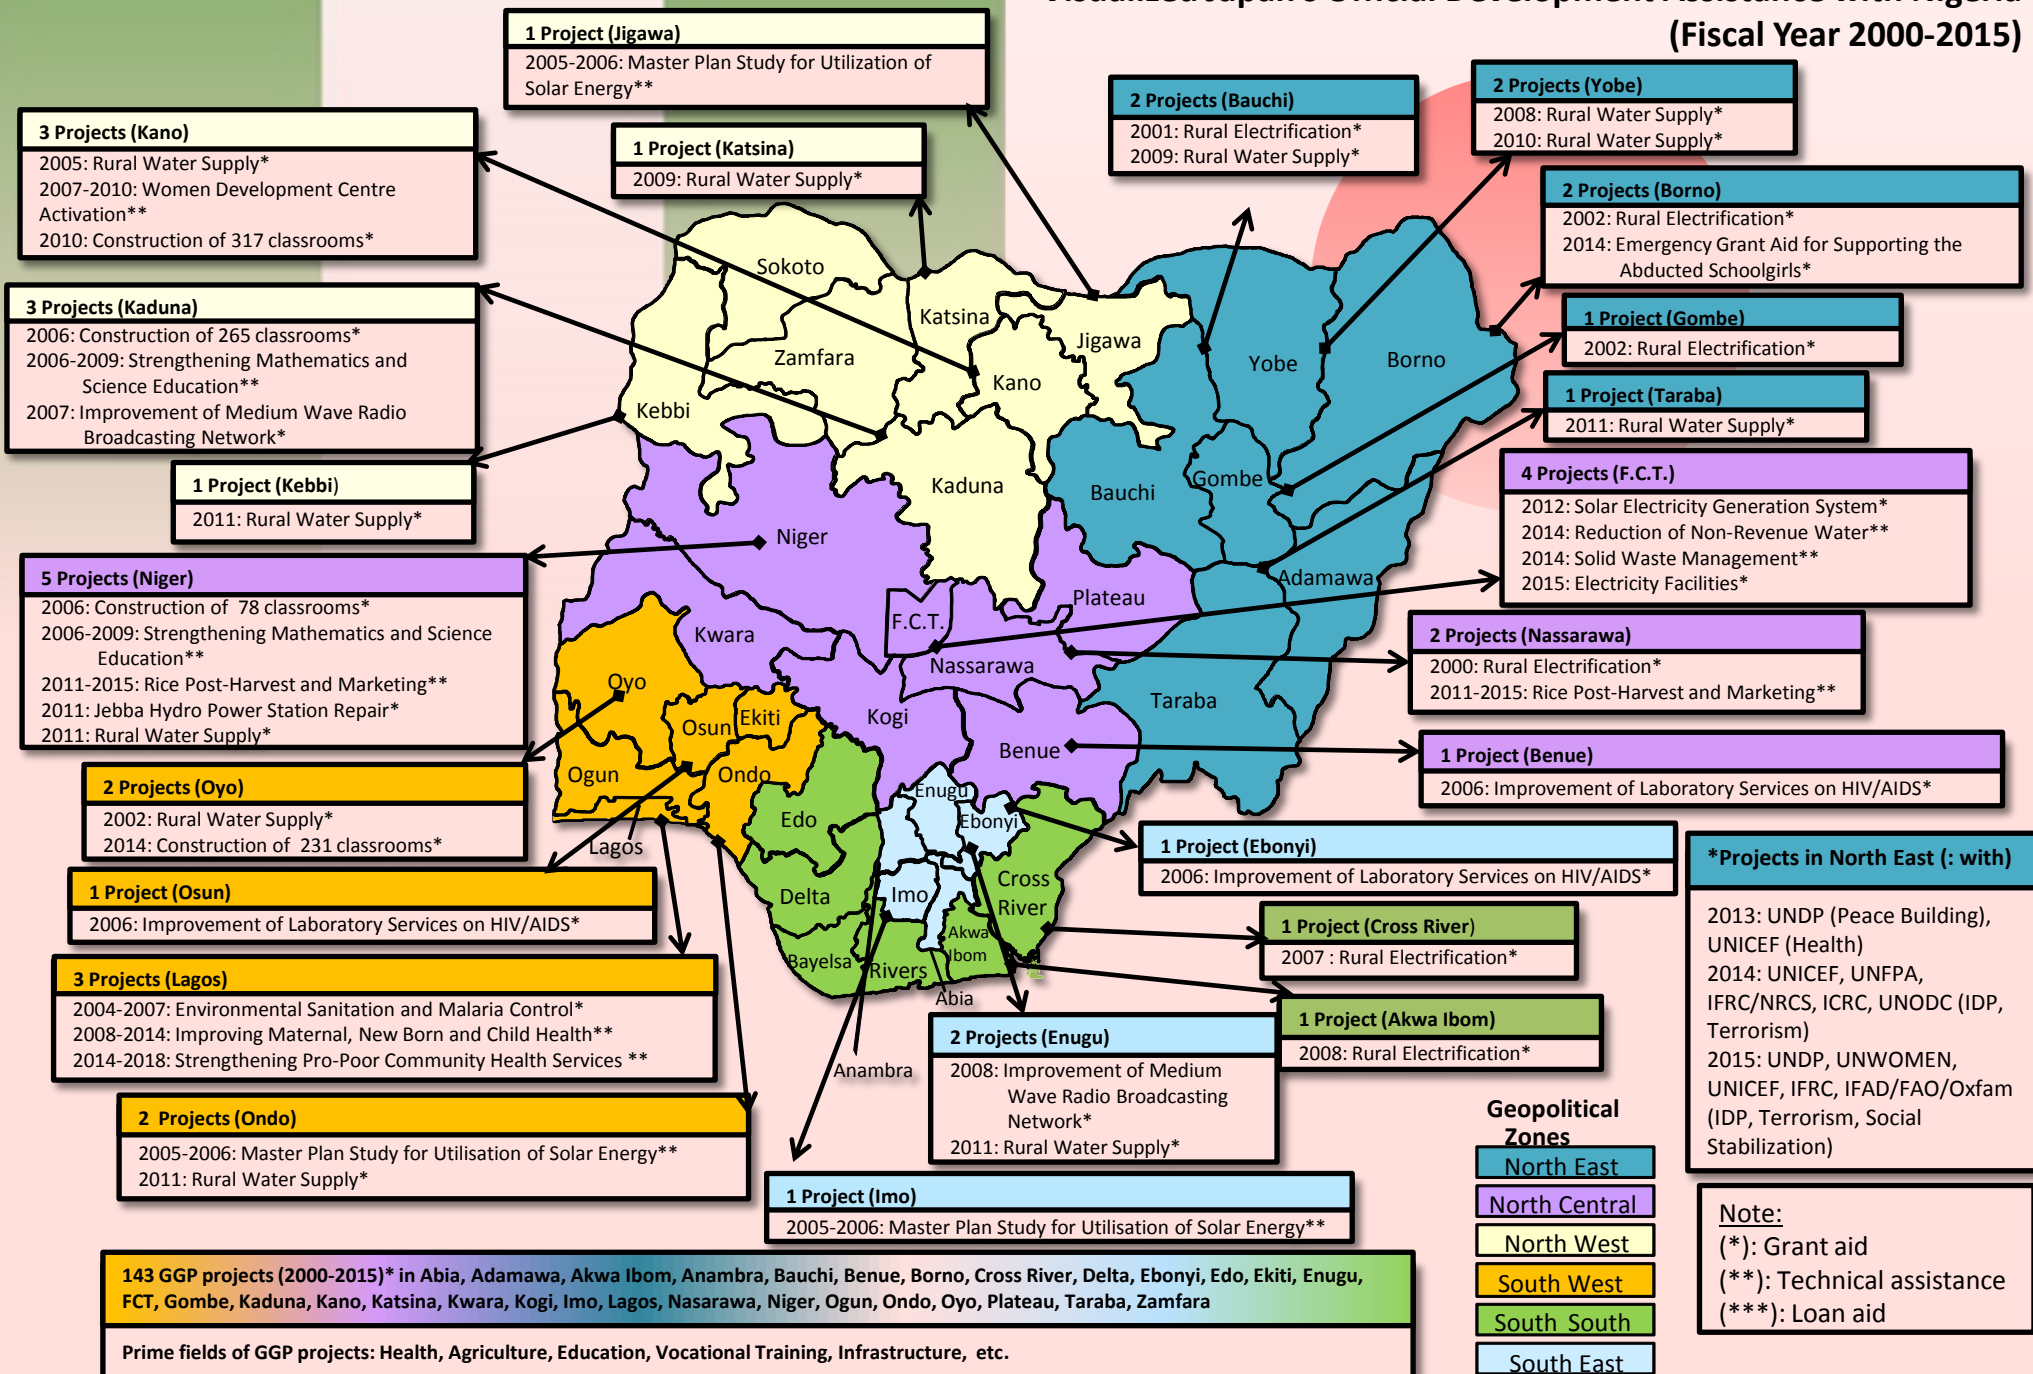 Visualized Japan's Official Development Assistance with Nigeria
(Fiscal Year 2000-2015)
1 Project (Jigawa)
2005-2006: Master Plan Study for Utilization of
Solar Energy**
3 Projects (Kano)
2005: Rural Water Supply*
2007-2010: Women Development Centre
Activation**
2010: Construction of 317 classrooms*
1 Project (Katsina)
2009: Rural Water Supply*
2 Projects (Bauchi)
2001: Rural Electrification*
2009: Rural Water Supply*
2 Projects (Yobe)
2008: Rural Water Supply*
2010: Rural Water Supply*
2 Projects (Borno)
2002: Rural Electrification*
2014: Emergency Grant Aid for Supporting the
Abducted Schoolgirls*
3 Projects (Kaduna)
2006: Construction of 265 classrooms*
2006-2009: Strengthening Mathematics and
Science Education**
2007: Improvement of Medium Wave Radio
Broadcasting Network*
1 Project (Gombe)
2002: Rural Electrification*
1 Project (Taraba)
2011: Rural Water Supply*
1 Project (Kebbi)
2011: Rural Water Supply*
4 Projects (F.C.T.)
2012: Solar Electricity Generation System*
2014: Reduction of Non-Revenue Water**
2014: Solid Waste Management**
2015: Electricity Facilities*
5 Projects (Niger)
2006: Construction of 78 classrooms*
2006-2009: Strengthening Mathematics and Science
Education**
2011-2015: Rice Post-Harvest and Marketing**
2011: Jebba Hydro Power Station Repair*
2011: Rural Water Supply*
2 Projects (Nassarawa)
2000: Rural Electrification*
2011-2015: Rice Post-Harvest and Marketing**
1 Project (Benue)
2006: Improvement of Laboratory Services on HIV/AIDS*
2 Projects (Oyo)
2002: Rural Water Supply*
2014: Construction of 231 classrooms*
1 Project (Osun)
2006: Improvement of Laboratory Services on HIV/AIDS*
3 Projects (Lagos)
2004-2007: Environmental Sanitation and Malaria Control*
2008-2014: Improving Maternal, New Born and Child Health**
2014-2018: Strengthening Pro-Poor Community Health Services **
2 Projects (Ondo)
2005-2006: Master Plan Study for Utilisation of Solar Energy**
2011: Rural Water Supply*
1 Project (Ebonyi)
2006: Improvement of Laboratory Services on HIV/AIDS*
1 Project (Cross River)
2007 : Rural Electrification*
1 Project (Akwa Ibom)
2008: Rural Electrification*
2 Projects (Enugu)
2008: Improvement of Medium
Wave Radio Broadcasting
Network*
2011: Rural Water Supply*
1 Project (Imo)
2005-2006: Master Plan Study for Utilisation of Solar Energy**
Sokoto
Katsina
Jigawa
Zamfara
Kano
Kebbi
Yobe
Borno
Kaduna
Bauchi
Gombe
Niger
Adamawa
Plateau
F.C.T.
Kwara
Nassarawa
Oyo
Taraba
Kogi
Osun
Ekiti
Benue
Ogun
Ondo
Enugu
Edo
Ebonyi
Lagos
Cross
River
Delta
Imo
Akwa
Ibom
Bayelsa
Rivers
Abia
Anambra
*Projects in North East (: with)
2013: UNDP (Peace Building),
UNICEF (Health)
2014: UNICEF, UNFPA,
IFRC/NRCS, ICRC, UNODC (IDP,
Terrorism)
2015: UNDP, UNWOMEN,
UNICEF, IFRC, IFAD/FAO/Oxfam
(IDP, Terrorism, Social
Stabilization)
Geopolitical
Zones
North East
North Central
North West
South West
South South
South East
Note:
(*): Grant aid
(**): Technical assistance
(***): Loan aid
143 GGP projects (2000-2015)* in Abia, Adamawa, Akwa Ibom, Anambra, Bauchi, Benue, Borno, Cross River, Delta, Ebonyi, Edo, Ekiti, Enugu,
FCT, Gombe, Kaduna, Kano, Katsina, Kwara, Kogi, Imo, Lagos, Nasarawa, Niger, Ogun, Ondo, Oyo, Plateau, Taraba, Zamfara
Prime fields of GGP projects: Health, Agriculture, Education, Vocational Training, Infrastructure, etc.